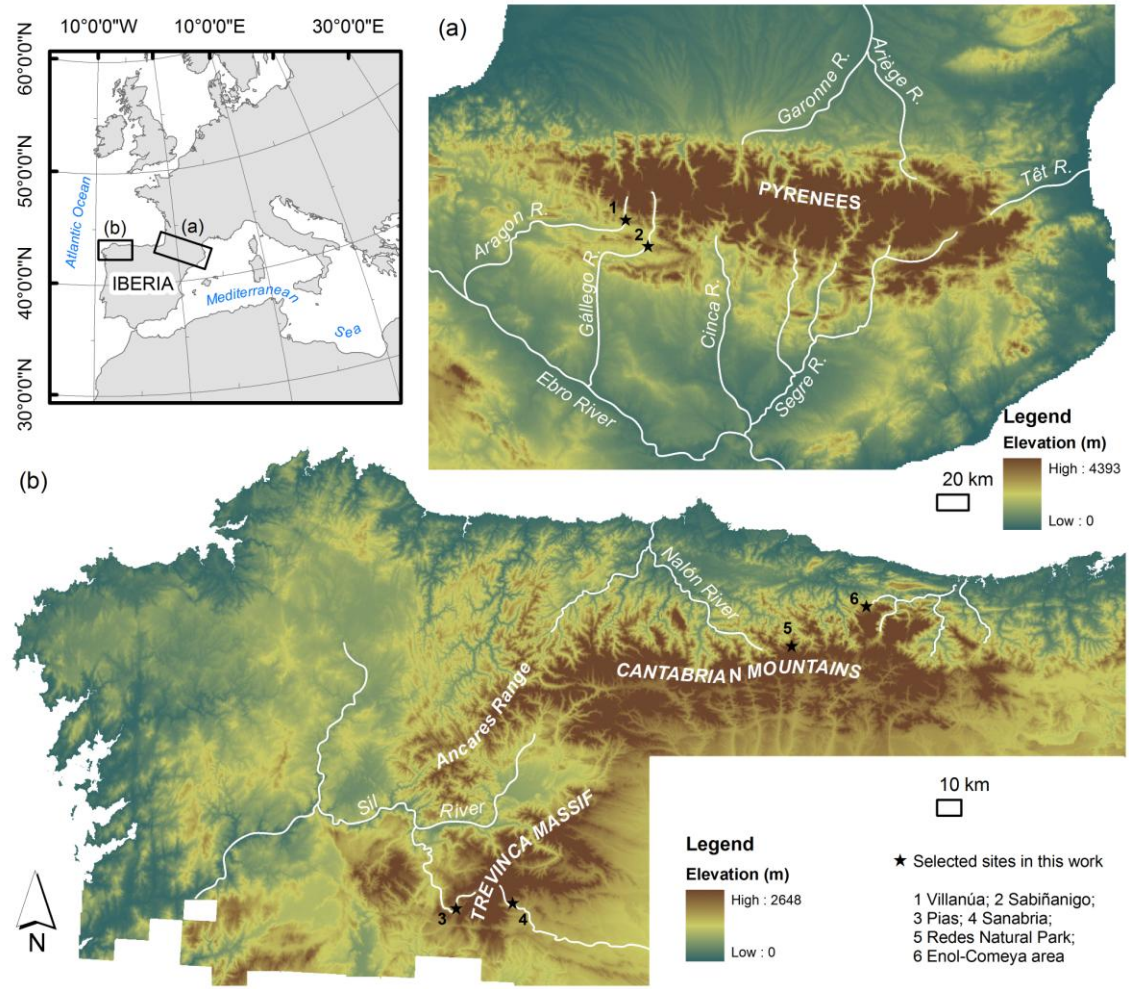 10°0'0"W 0°0'0" 10°0'0"E 30°0'0"E
60°0'0"N
50°0'0"N
40°0'0"N
30°0'0"N
Atlantic Ocean
(b)
(a)
IBERIA
Mediterranean
Sea
(a)
Garonne R.
Ariége R.
Têt R.
PYRENEES
1
2
Aragon R.
Gállego R.
Cinca R.
Segre R.
Ebro River
Legend
Elevation (m)
High : 4393
Low : 0
20 km
(b)
Nalón River
6
5
CANTABRIAN MOUNTAINS
Ancares Range
Sil River
TREVINCA MASSIF
3
4
N
10 km
Legend
Elevation (m)
High : 2648
Low : 0
★ Selected sites in this work
1 Villanúa; 2 Sabiñanigo;
3 Pias; 4 Sanabria;
5 Redes Natural Park;
6 Enol-Comeya area